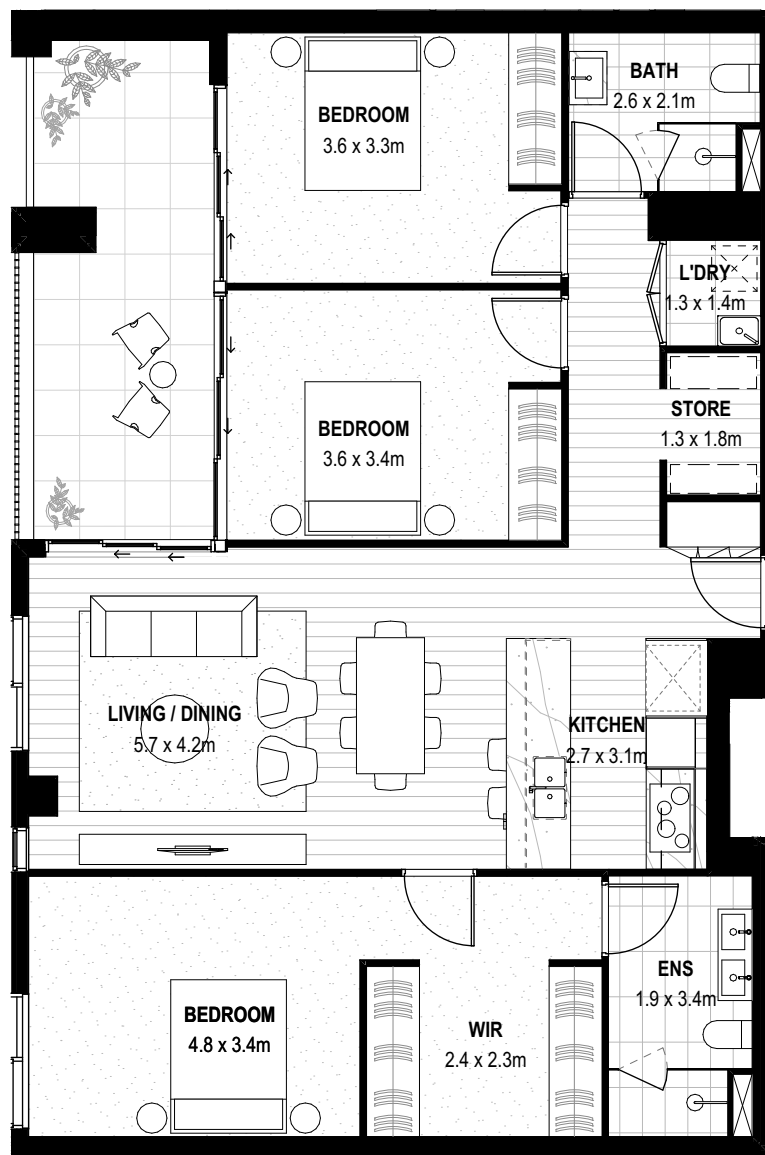 BATH
2.6 x 2.1m
BEDROOM
3.6 x 3.3m
L'DRY
1.3 x 1.4m
STORE
1.3 x 1.8m
BEDROOM
3.6 x 3.4m
LIVING / DINING
5.7 x 4.2m
KITCHEN
2.7 x 3.1m
BEDROOM
4.8 x 3.4m
WIR
2.4 x 2.3m
ENS
1.9 x 3.4m